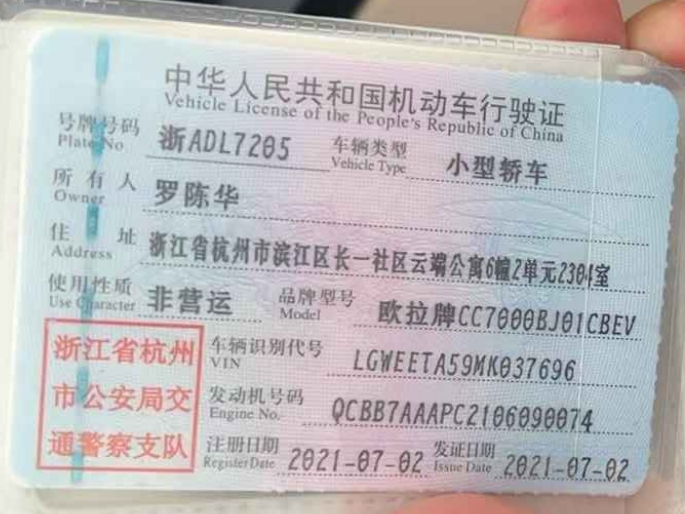 中华人民共和国机动车行驶证
Vehicle License of the People's Republic of China
号牌号码 浙ADL7205 车辆类型 小型轿车
Plate No Vehicle Type
所有人 罗陈华
Owner
住址 浙江省杭州市滨江区长一社区云端公寓6幢2单元2304室
Address
使用性质 非营运 品牌型号 欧拉牌CC7000BJ01CBEV
Use Character Model
浙江省杭州 车辆识别代号 LGWEETA59MK037696
VIN
市公安局交 发动机号码 QCBB7AAAPC2106090074
Engine No.
通警察支队 注册日期 2021-07-02 发证日期 2021-07-02
Register Date Issue Date